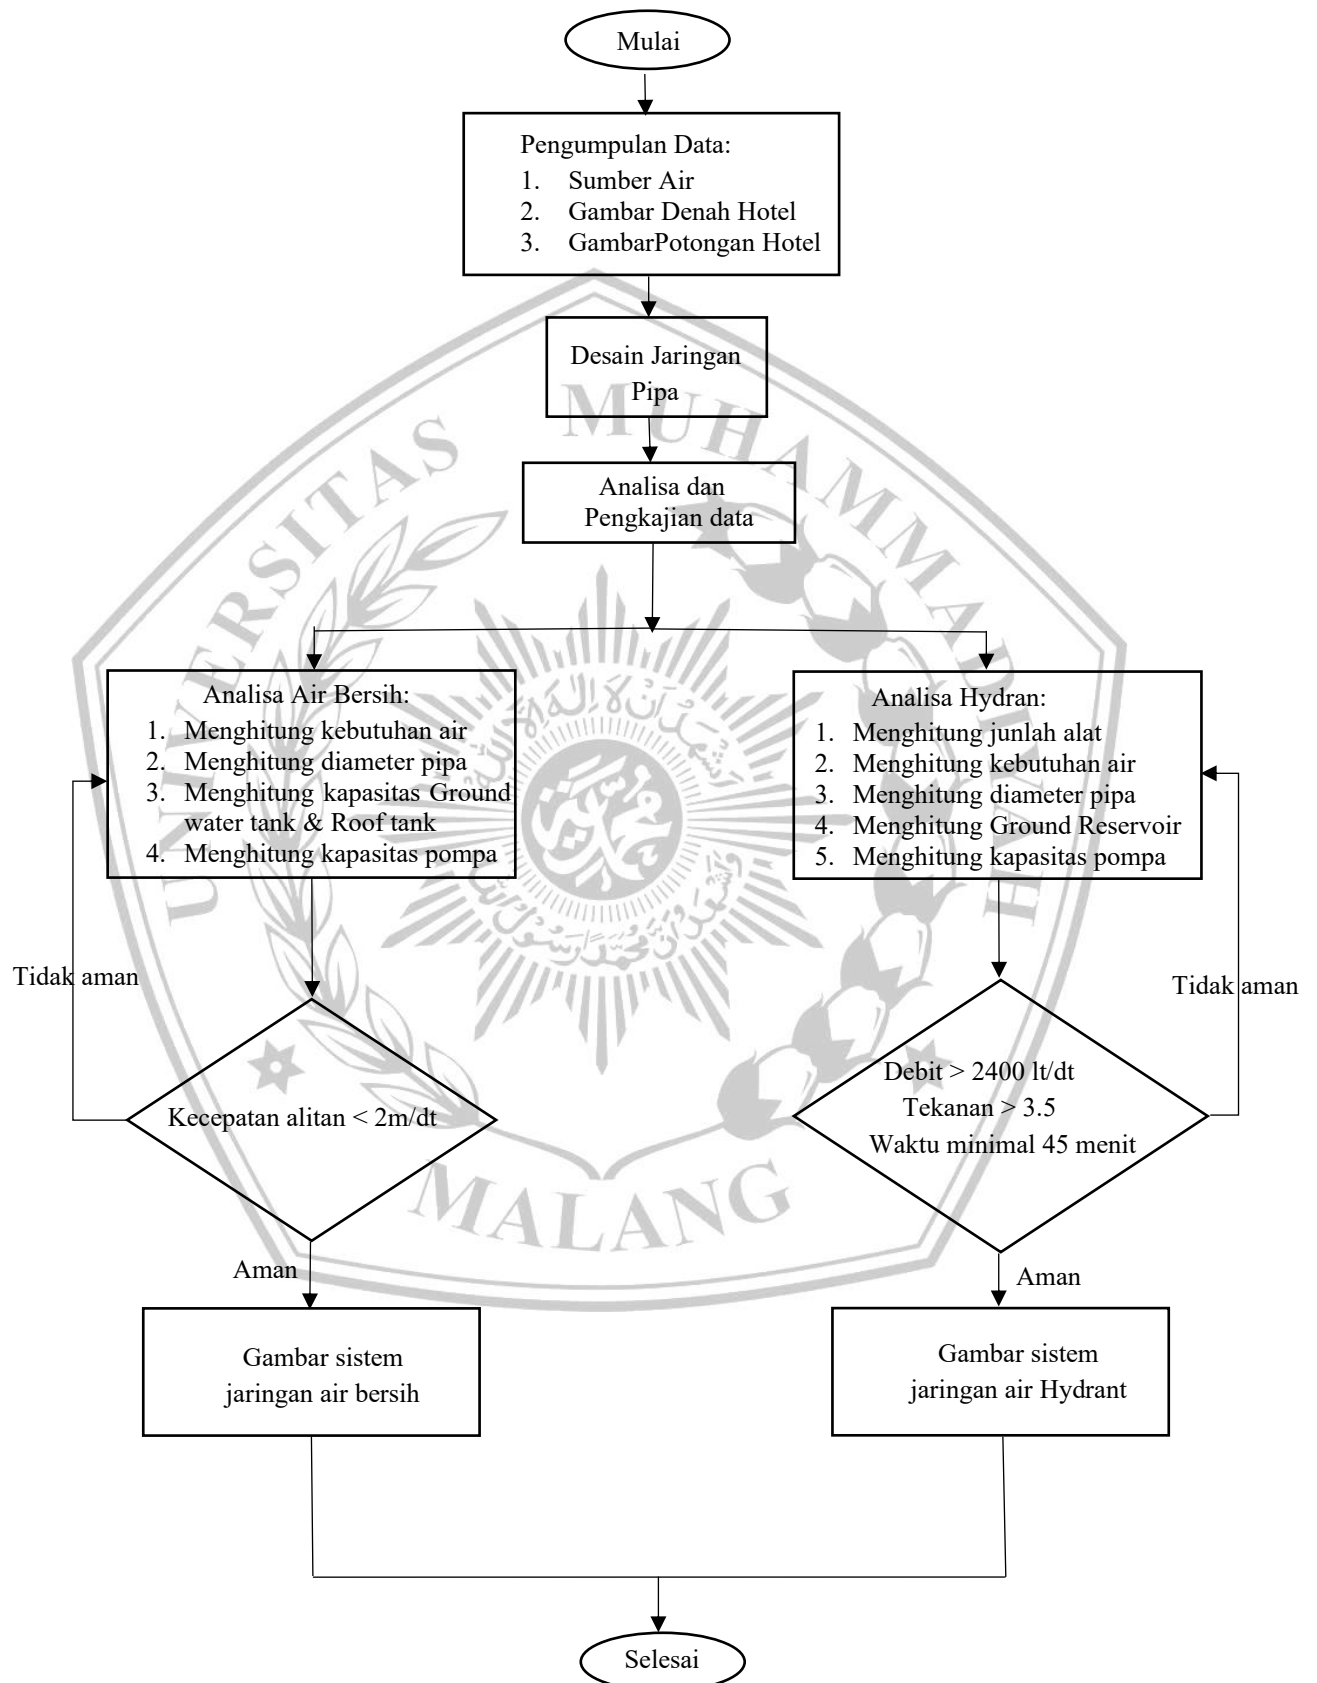 Mulai
Pengumpulan Data:
1. Sumber Air
2. Gambar Denah Hotel
3. GambarPotongan Hotel
Desain Jaringan
Pipa
Analisa dan
Pengkajian data
Analisa Air Bersih:
1. Menghitung kebutuhan air
2. Menghitung diameter pipa
3. Menghitung kapasitas Ground
water tank & Roof tank
4. Menghitung kapasitas pompa
Analisa Hydran:
1. Menghitung junlah alat
2. Menghitung kebutuhan air
3. Menghitung diameter pipa
4. Menghitung Ground Reservoir
5. Menghitung kapasitas pompa
Tidak aman
Tidak aman
Kecepatan alitan < 2m/dt
Debit > 2400 lt/dt
Tekanan > 3.5
Waktu minimal 45 menit
Aman
Aman
Gambar sistem
jaringan air bersih
Gambar sistem
jaringan air Hydrant
Selesai
UNIVERSITAS MUHAMMADIYAH
MALANG